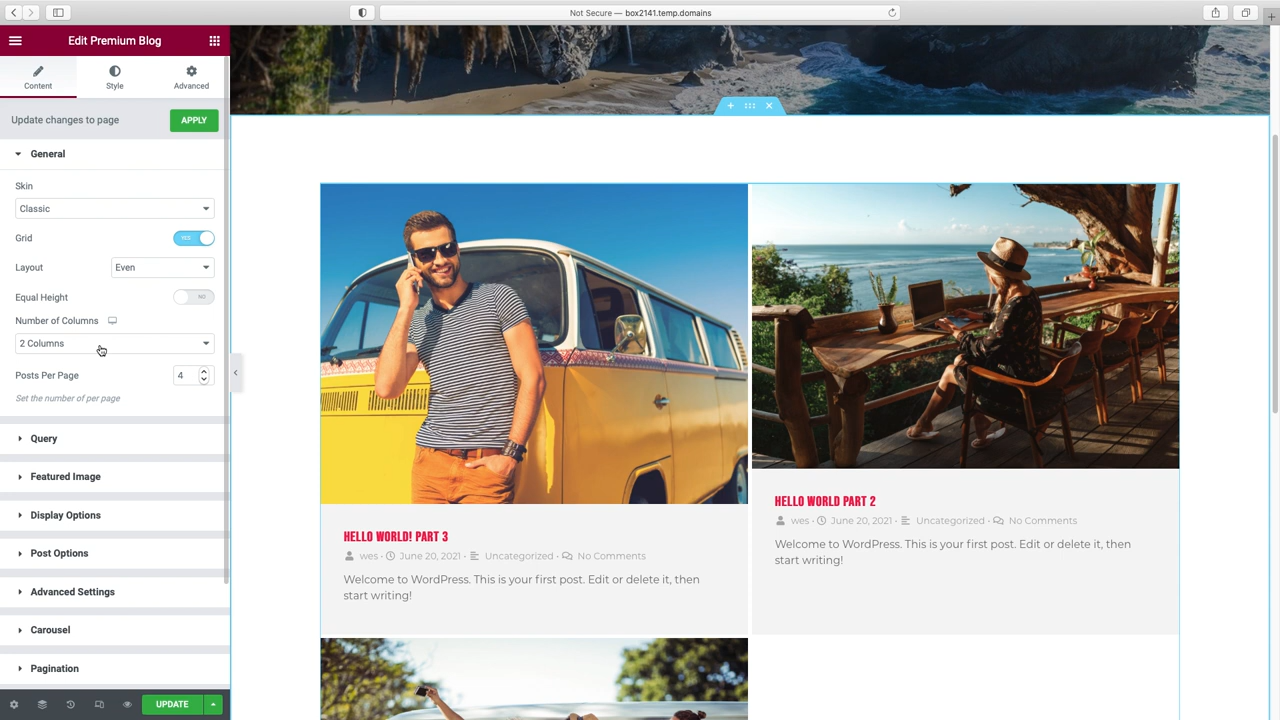 Not Secure — box2141.temp.domains
Edit Premium Blog
Content
Style
Advanced
Update changes to page
APPLY
General
Skin
Classic
Grid
YES
Layout
Even
Equal Height
NO
Number of Columns
2 Columns
Posts Per Page
4
Set the number of per page
Query
Featured Image
Display Options
Post Options
Advanced Settings
Carousel
Pagination
UPDATE
HELLO WORLD! PART 3
wes · June 20, 2021 · Uncategorized · No Comments
Welcome to WordPress. This is your first post. Edit or delete it, then
start writing!
HELLO WORLD PART 2
wes · June 20, 2021 · Uncategorized · No Comments
Welcome to WordPress. This is your first post. Edit or delete it, then
start writing!